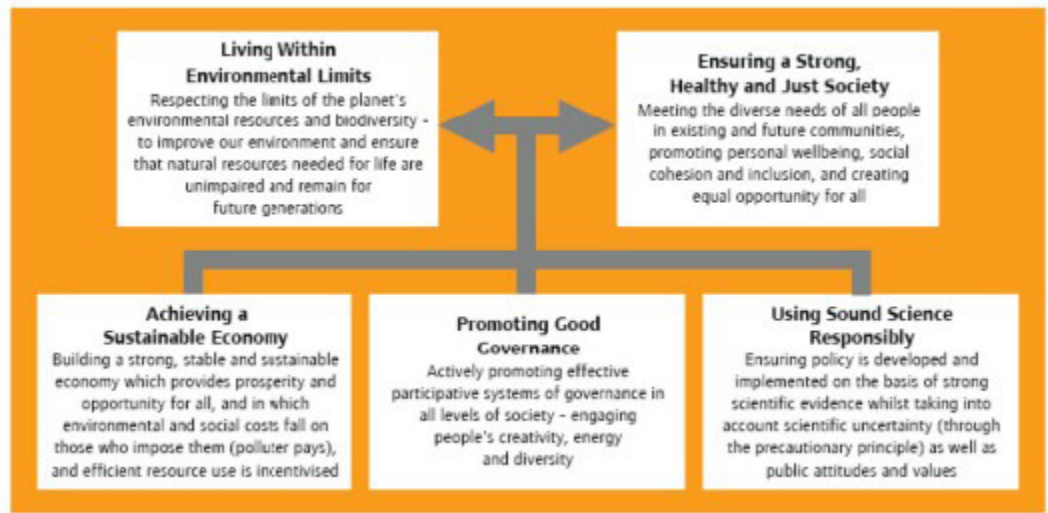 Living Within
Environmental Limits
Respecting the limits of the planet's
environmental resources and biodiversity –
to improve our environment and ensure
that natural resources needed for life are
unimpaired and remain for
future generations
Ensuring a Strong,
Healthy and Just Society
Meeting the diverse needs of all people
in existing and future communities,
promoting personal wellbeing, social
cohesion and inclusion, and creating
equal opportunity for all
Achieving a
Sustainable Economy
Building a strong, stable and sustainable
economy which provides prosperity and
opportunity for all, and in which
environmental and social costs fall on
those who impose them (polluter pays),
and efficient resource use is incentivised
Promoting Good
Governance
Actively promoting effective
participative systems of governance in
all levels of society – engaging
people's creativity, energy
and diversity
Using Sound Science
Responsibly
Ensuring policy is developed and
implemented on the basis of strong
scientific evidence whilst taking into
account scientific uncertainty (through
the precautionary principle) as well as
public attitudes and values